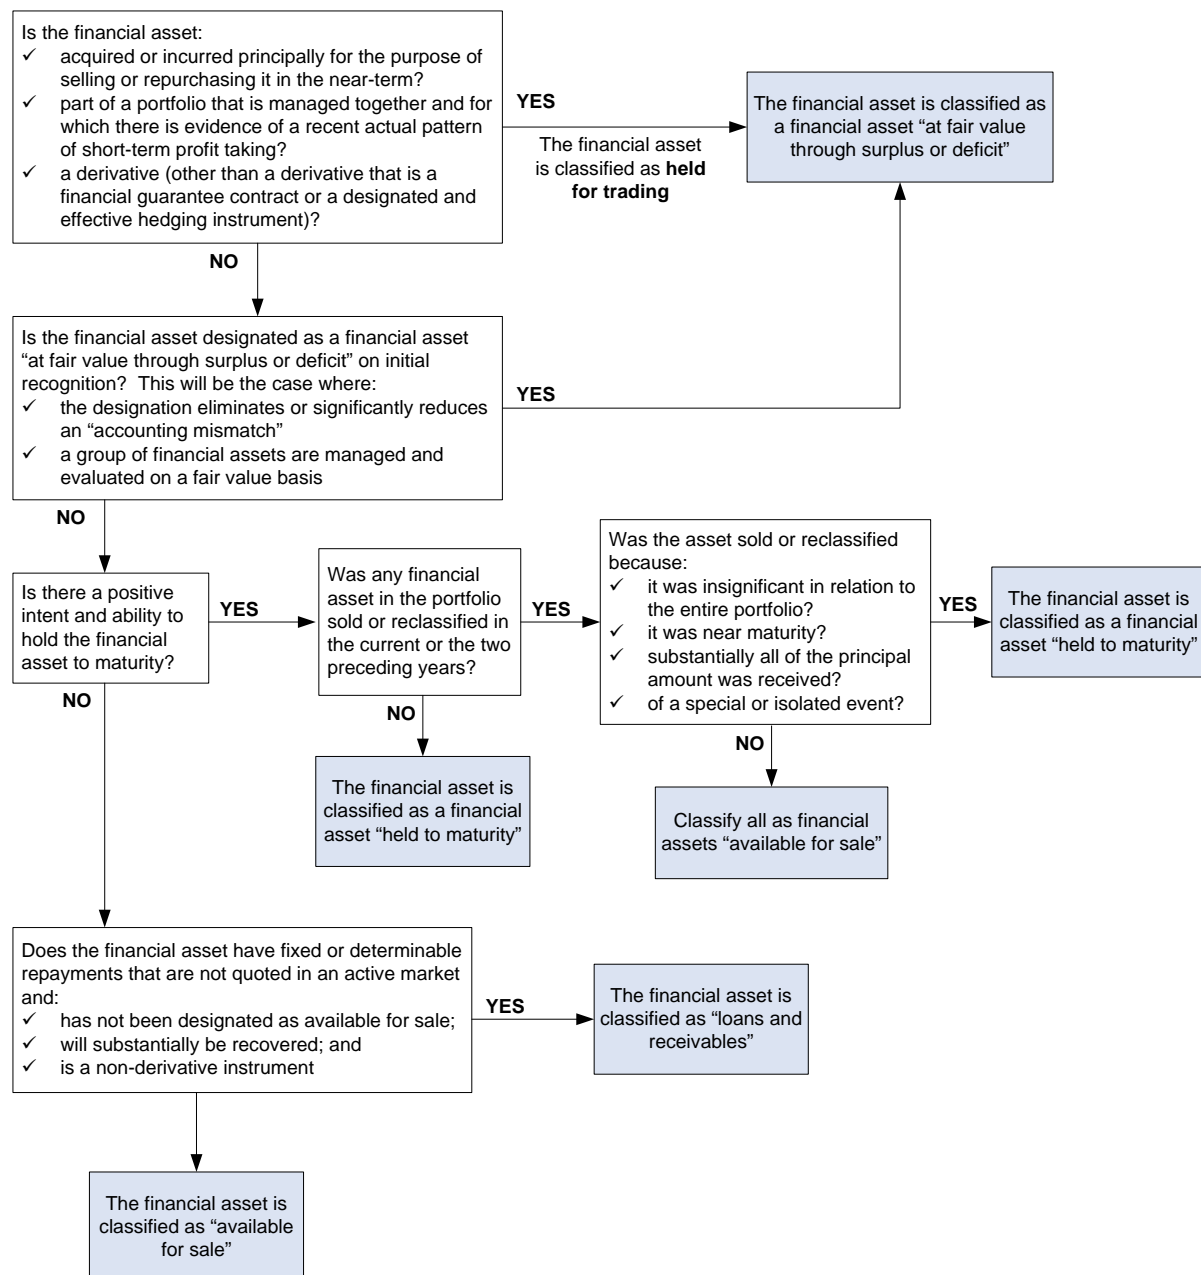 Is the financial asset:
✓ acquired or incurred principally for the purpose of
selling or repurchasing it in the near-term?
✓ part of a portfolio that is managed together and for
which there is evidence of a recent actual pattern
of short-term profit taking?
✓ a derivative (other than a derivative that is a
financial guarantee contract or a designated and
effective hedging instrument)?
YES
The financial asset
is classified as held
for trading
The financial asset is classified as
a financial asset “at fair value
through surplus or deficit”
NO
Is the financial asset designated as a financial asset
“at fair value through surplus or deficit” on initial
recognition? This will be the case where:
✓ the designation eliminates or significantly reduces
an “accounting mismatch”
✓ a group of financial assets are managed and
evaluated on a fair value basis
YES
NO
Is there a positive
intent and ability to
hold the financial
asset to maturity?
YES
Was any financial
asset in the portfolio
sold or reclassified in
the current or the two
preceding years?
YES
Was the asset sold or reclassified
because:
✓ it was insignificant in relation to
the entire portfolio?
✓ it was near maturity?
✓ substantially all of the principal
amount was received?
✓ of a special or isolated event?
YES
The financial asset is
classified as a financial
asset “held to maturity”
NO
NO
The financial asset is
classified as a financial
asset “held to maturity”
NO
Classify all as financial
assets “available for sale”
Does the financial asset have fixed or determinable
repayments that are not quoted in an active market
and:
✓ has not been designated as available for sale;
✓ will substantially be recovered; and
✓ is a non-derivative instrument
YES
The financial asset is
classified as “loans and
receivables”
The financial asset is
classified as “available
for sale”